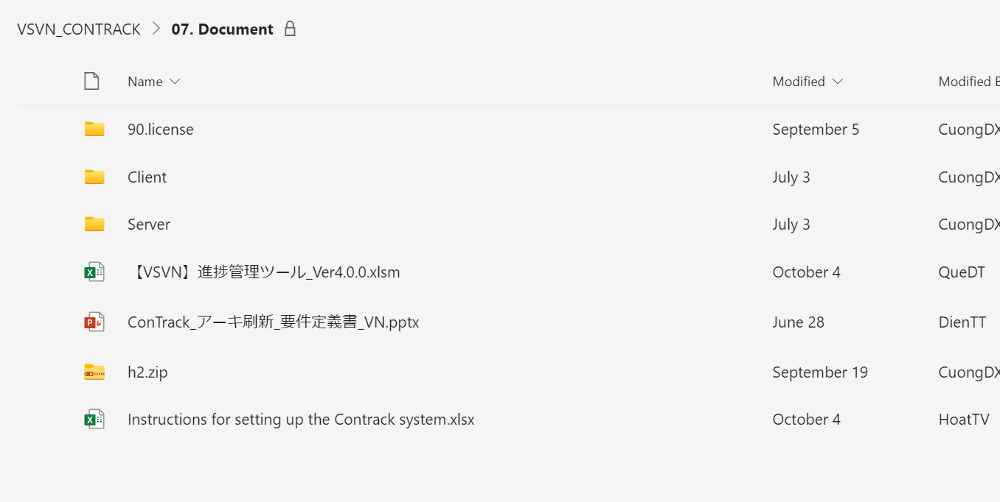 VSVN_CONTRACK > 07. Document
Name Modified Modified B
90.license September 5 CuongDX
Client July 3 CuongDX
Server July 3 CuongDX
【VSVN】進捗管理ツール_Ver4.0.0.xlsm October 4 QueDT
ConTrack_アーキ刷新_要件定義書_VN.pptx June 28 DienTT
h2.zip September 19 CuongDX
Instructions for setting up the Contrack system.xlsx October 4 HoatTV